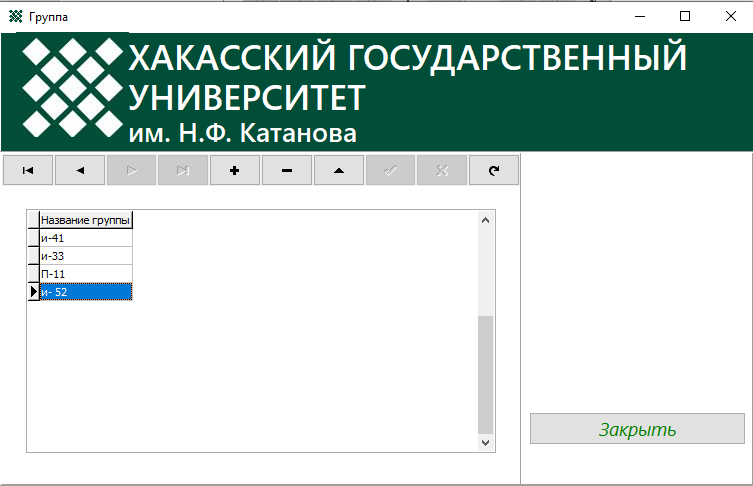 Группа
ХАКАССКИЙ ГОСУДАРСТВЕННЫЙ
УНИВЕРСИТЕТ
им. Н.Ф. Катанова
Название группы
и-41
и-33
П-11
и- 52
Закрыть